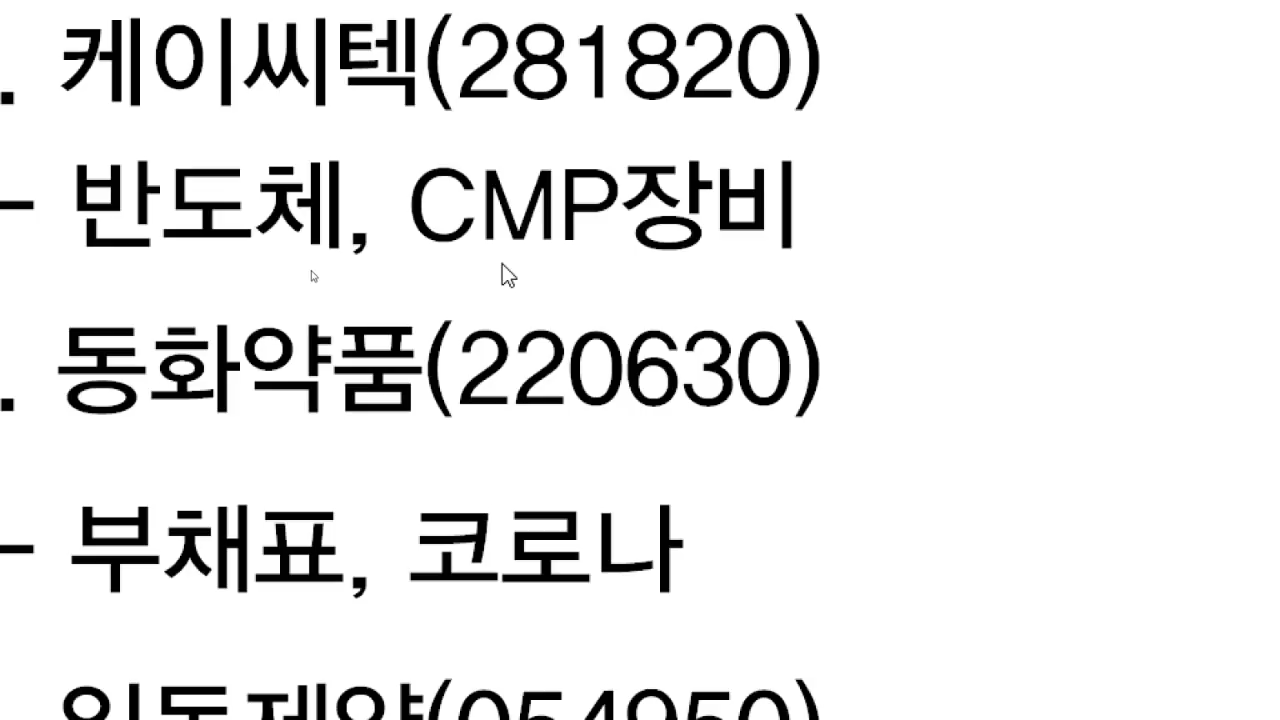 . 케이씨텍(281820)
- 반도체, CMP장비
. 동화약품(220630)
- 부채표, 코로나